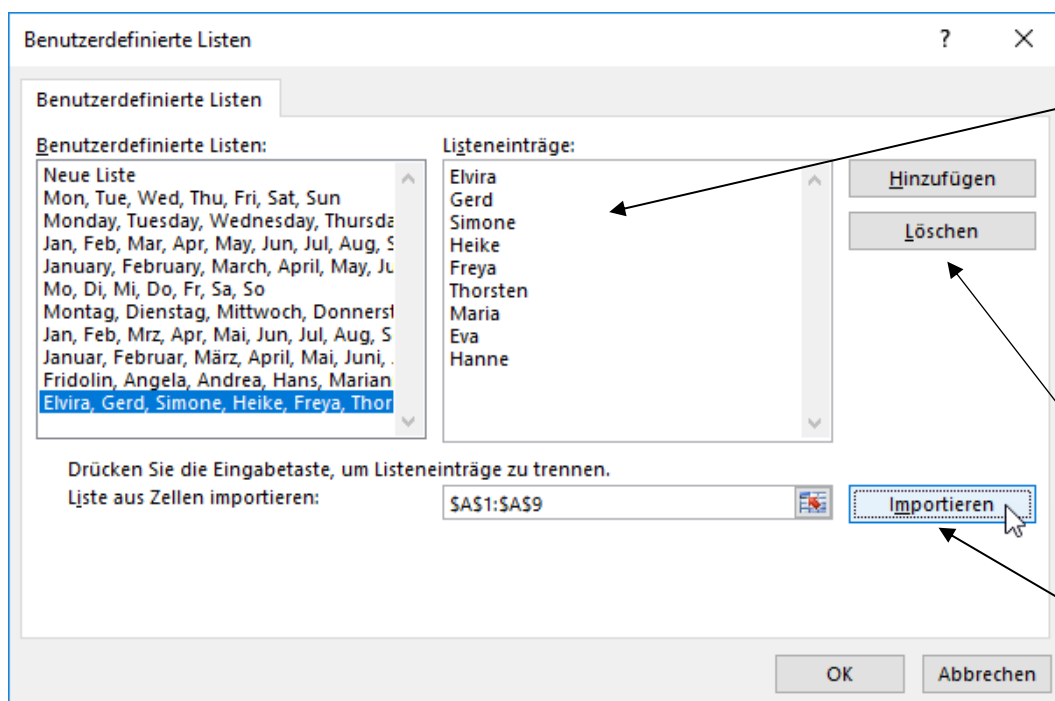 Benutzerdefinierte Listen
?
Benutzerdefinierte Listen
Benutzerdefinierte Listen:
Neue Liste
Mon, Tue, Wed, Thu, Fri, Sat, Sun
Monday, Tuesday, Wednesday, Thursda
Jan, Feb, Mar, Apr, May, Jun, Jul, Aug, S
January, February, March, April, May, Ju
Mo, Di, Mi, Do, Fr, Sa, So
Montag, Dienstag, Mittwoch, Donnerst
Jan, Feb, Mrz, Apr, Mai, Jun, Jul, Aug, S
Januar, Februar, März, April, Mai, Juni, .
Fridolin, Angela, Andrea, Hans, Marian
Elvira, Gerd, Simone, Heike, Freya, Thor
Listeneinträge:
Elvira
Gerd
Simone
Heike
Freya
Thorsten
Maria
Eva
Hanne
Hinzufügen
Löschen
Drücken Sie die Eingabetaste, um Listeneinträge zu trennen.
Liste aus Zellen importieren:
$A$1:$A$9
Importieren
OK
Abbrechen